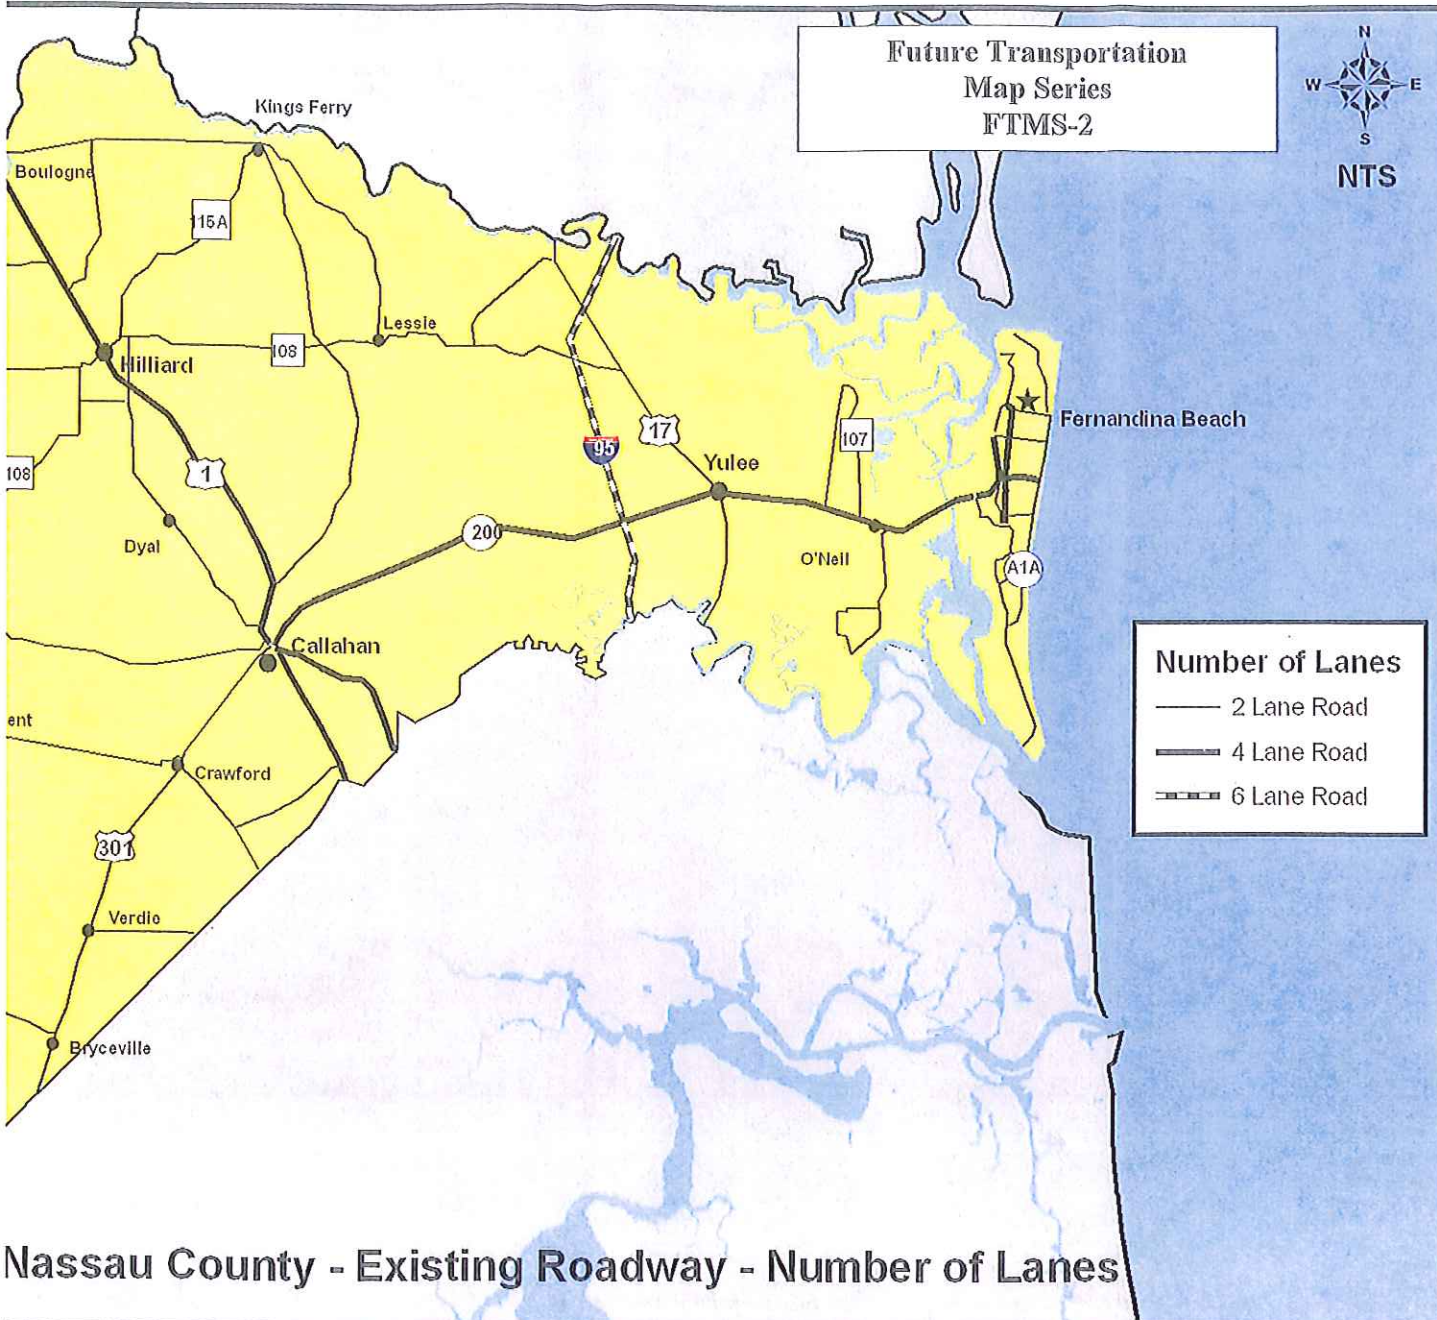 Future Transportation
Map Series
FTMS-2
N
W
E
S
NTS
Kings Ferry
Boulogne
115A
Lessie
108
Hilliard
17
107
Fernandina Beach
95
Yulee
108
1
200
Dyal
O'Neil
A1A
Callahan
Number of Lanes
2 Lane Road
4 Lane Road
6 Lane Road
ent
Crawford
301
Verdie
Bryceville
Nassau County - Existing Roadway - Number of Lanes